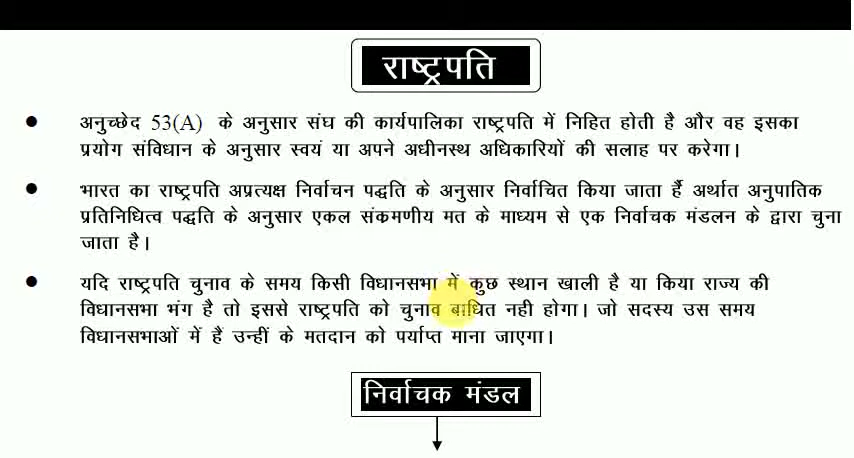 राष्ट्रपति
अनुच्छेद 53(A) के अनुसार संघ की कार्यपालिका राष्ट्रपति में निहित होती है और वह इसका
प्रयोग संविधान के अनुसार स्वयं या अपने अधीनस्थ अधिकारियों की सलाह पर करेगा।
भारत का राष्ट्रपति अप्रत्यक्ष निर्वाचन पद्धति के अनुसार निर्वाचित किया जाता हैं अर्थात अनुपातिक
प्रतिनिधित्व पद्धति के अनुसार एकल संकमणीय मत के माध्यम से एक निर्वाचक मंडलन के द्वारा चुना
जाता है।
यदि राष्ट्रपति चुनाव के समय किसी विधानसभा में कुछ स्थान खाली है या किया राज्य की
विधानसभा भंग है तो इससे राष्ट्रपति को चुनाव बाधित नही होगा। जो सदस्य उस समय
विधानसभाओं में हैं उन्हीं के मतदान को पर्याप्त माना जाएगा।
निर्वाचक मंडल